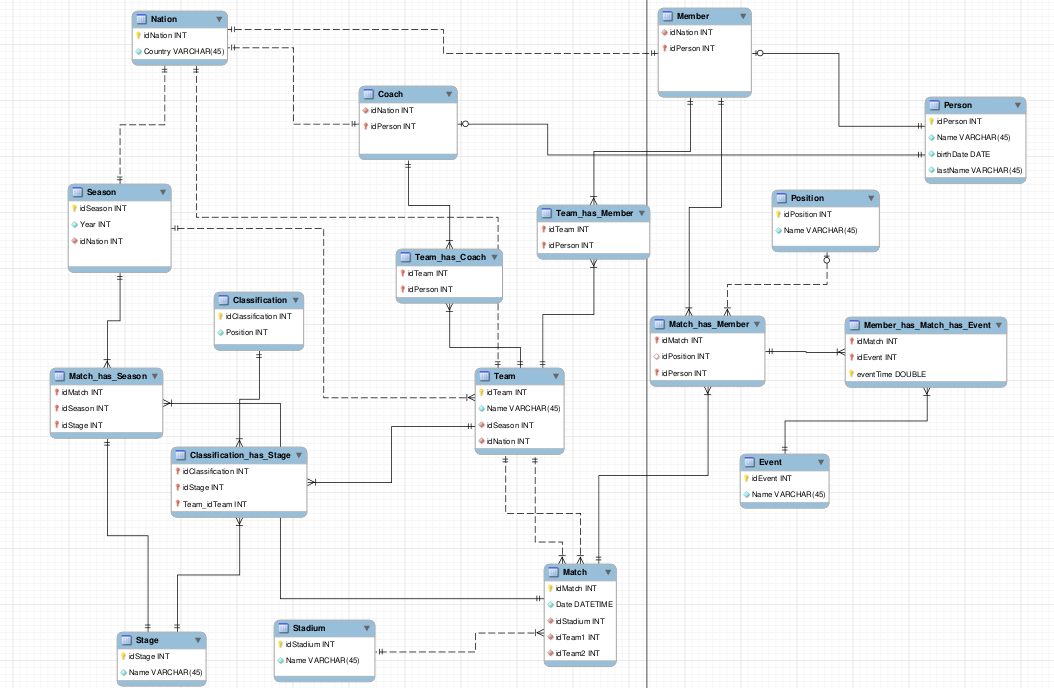 Nation
idNation INT
Country VARCHAR(45)
Member
idNation INT
idPerson INT
Coach
idNation INT
idPerson INT
Person
idPerson INT
Name VARCHAR(45)
birthDate DATE
lastName VARCHAR(45)
Season
idSeason INT
Year INT
idNation INT
Position
idPosition INT
Name VARCHAR(45)
Team_has_Member
idTeam INT
idPerson INT
Team_has_Coach
idTeam INT
idPerson INT
Classification
idClassification INT
Position INT
Match_has_Member
idMatch INT
idPosition INT
idPerson INT
Member_has_Match_has_Event
idMatch INT
idEvent INT
eventTime DOUBLE
Match_has_Season
idMatch INT
idSeason INT
idStage INT
Team
idTeam INT
Name VARCHAR(45)
idSeason INT
idNation INT
Classification_has_Stage
idClassification INT
idStage INT
Team_idTeam INT
Event
idEvent INT
Name VARCHAR(45)
Match
idMatch INT
Date DATETIME
idStadium INT
idTeam1 INT
idTeam2 INT
Stage
idStage INT
Name VARCHAR(45)
Stadium
idStadium INT
Name VARCHAR(45)